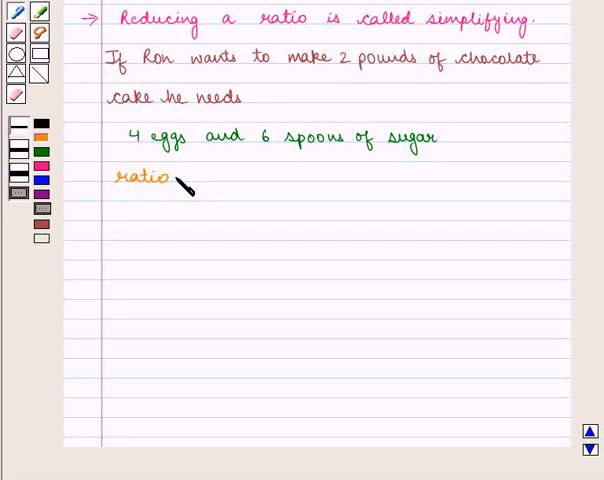 → Reducing a ratio is called simplifying.
If Ron wants to make 2 pounds of chocolate
cake he needs
4 eggs and 6 spoons of sugar
ratio